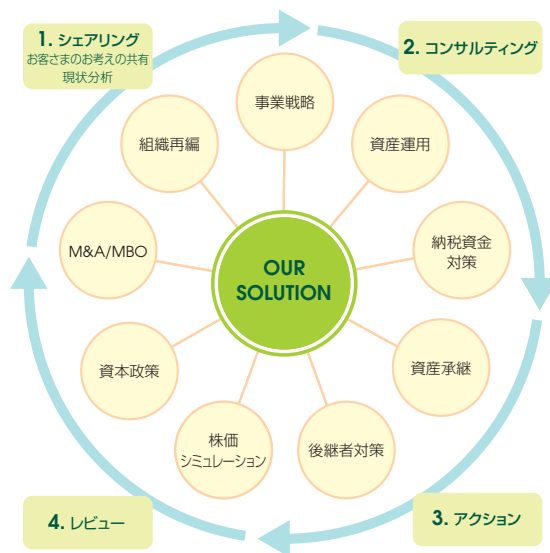 1. シェアリング
お客さまのお考えの共有
現状分析
2. コンサルティング
事業戦略
組織再編
資産運用
M&A/MBO
納税資金
対策
OUR
SOLUTION
資本政策
資産承継
株価
シミュレーション
後継者対策
4. レビュー
3. アクション